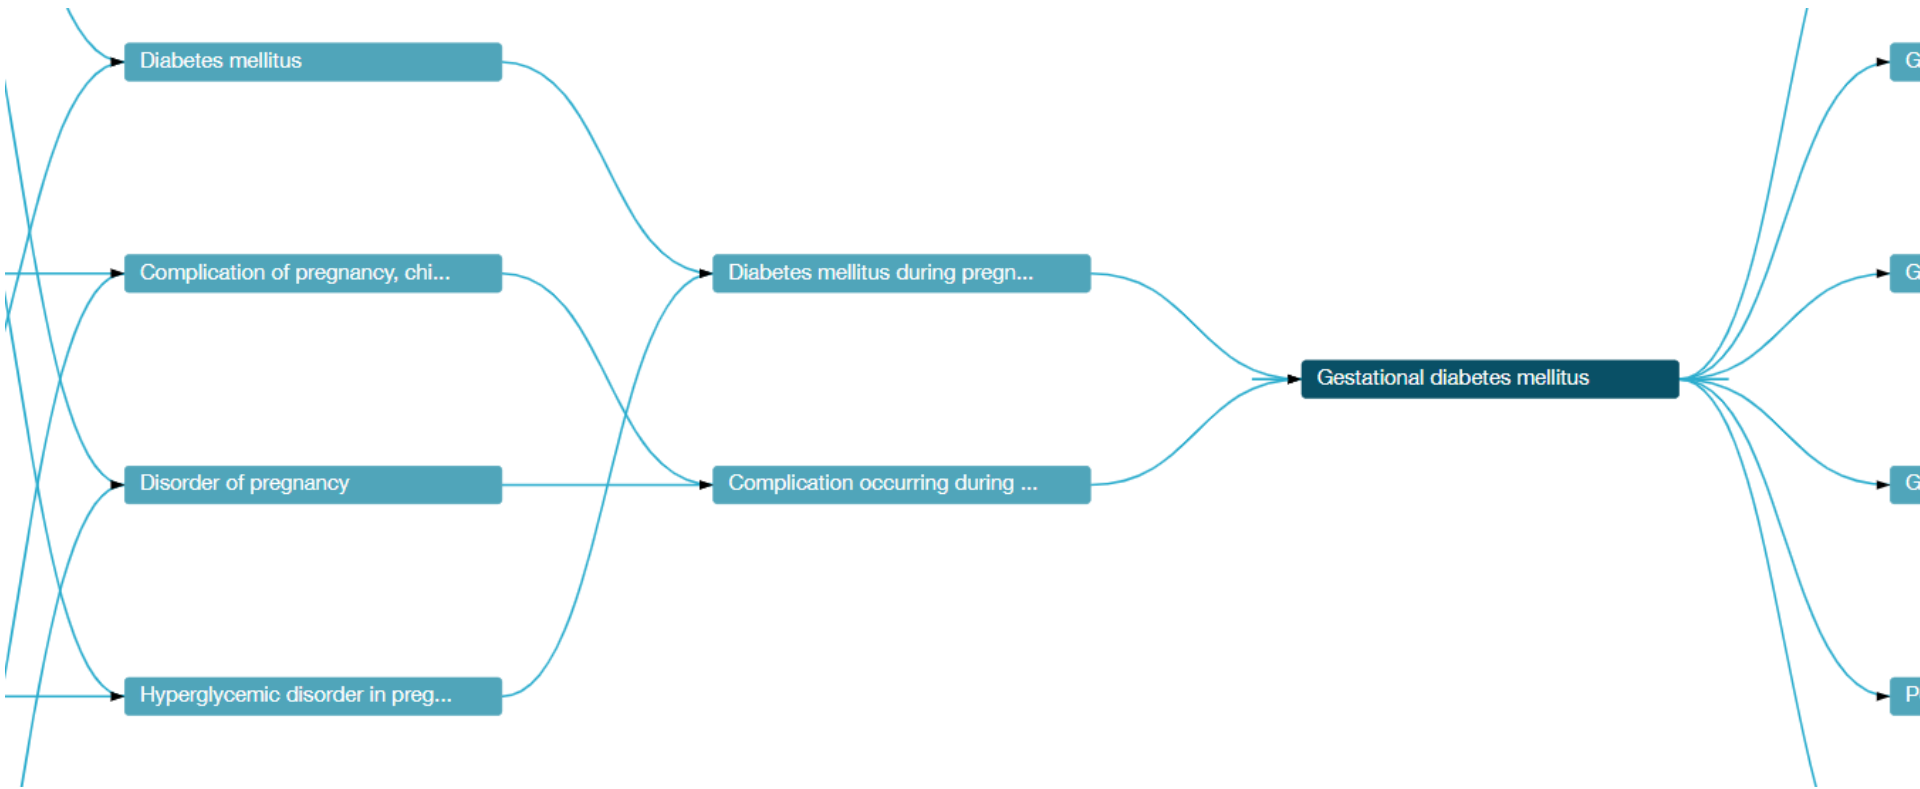 Diabetes mellitus
Complication of pregnancy, chi...
Disorder of pregnancy
Hyperglycemic disorder in preg...
Diabetes mellitus during pregn...
Complication occurring during ...
Gestational diabetes mellitus
G
G
G
P